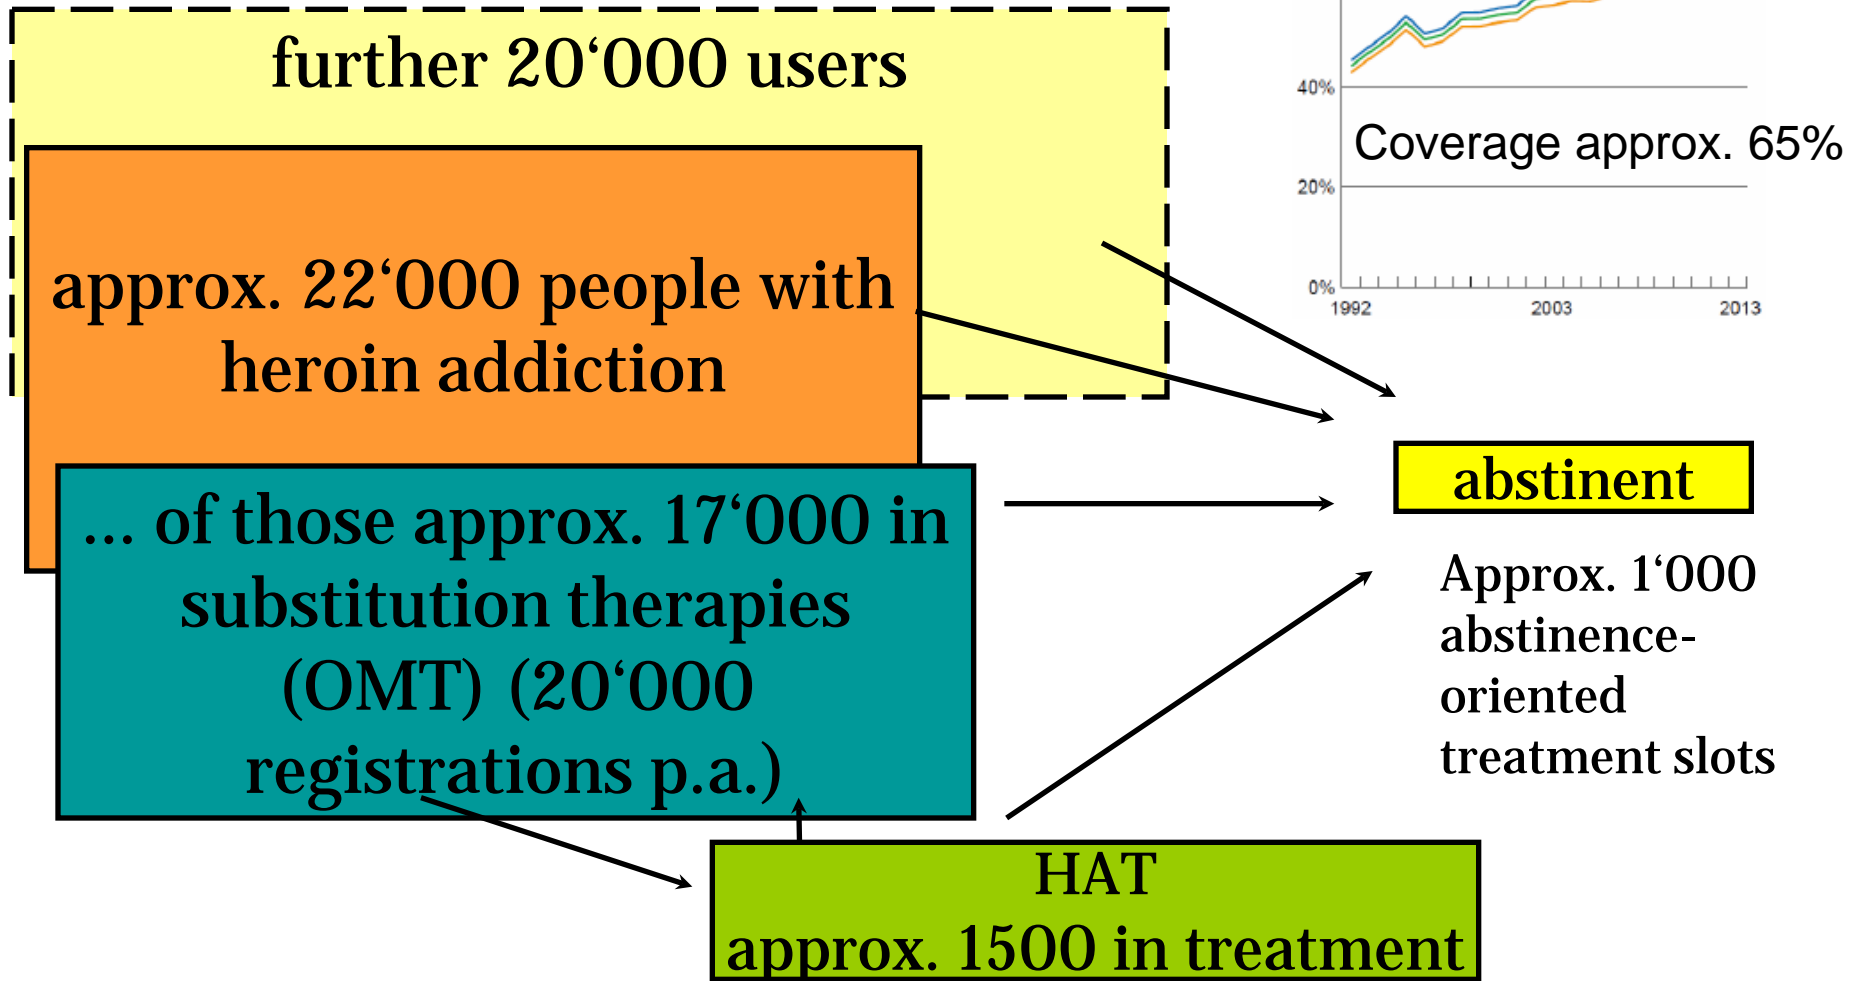 further 20‘000 users
approx. 22‘000 people with
heroin addiction
... of those approx. 17‘000 in
substitution therapies
(OMT) (20‘000
registrations p.a.)
HAT
approx. 1500 in treatment
40%
Coverage approx. 65%
20%
0%
1992
2003
2013
abstinent
Approx. 1‘000
abstinence-
oriented
treatment slots